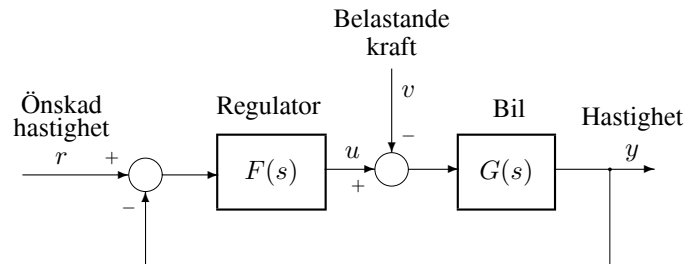 Belastande
kraft
Önskad
hastighet
Regulator
Bil
Hastighet
v
r
+
−
−
F(s)
u
+
G(s)
y